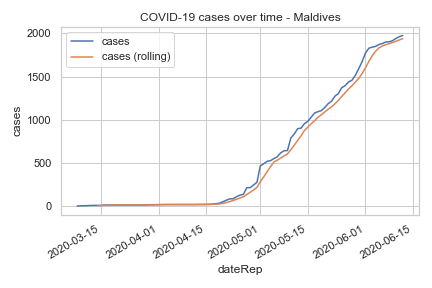 COVID-19 cases over time - Maldives
cases
cases (rolling)
2000
1500
1000
500
0
cases
2020-03-15
2020-04-01
2020-04-15
2020-05-01
2020-05-15
2020-06-01
2020-06-15
dateRep